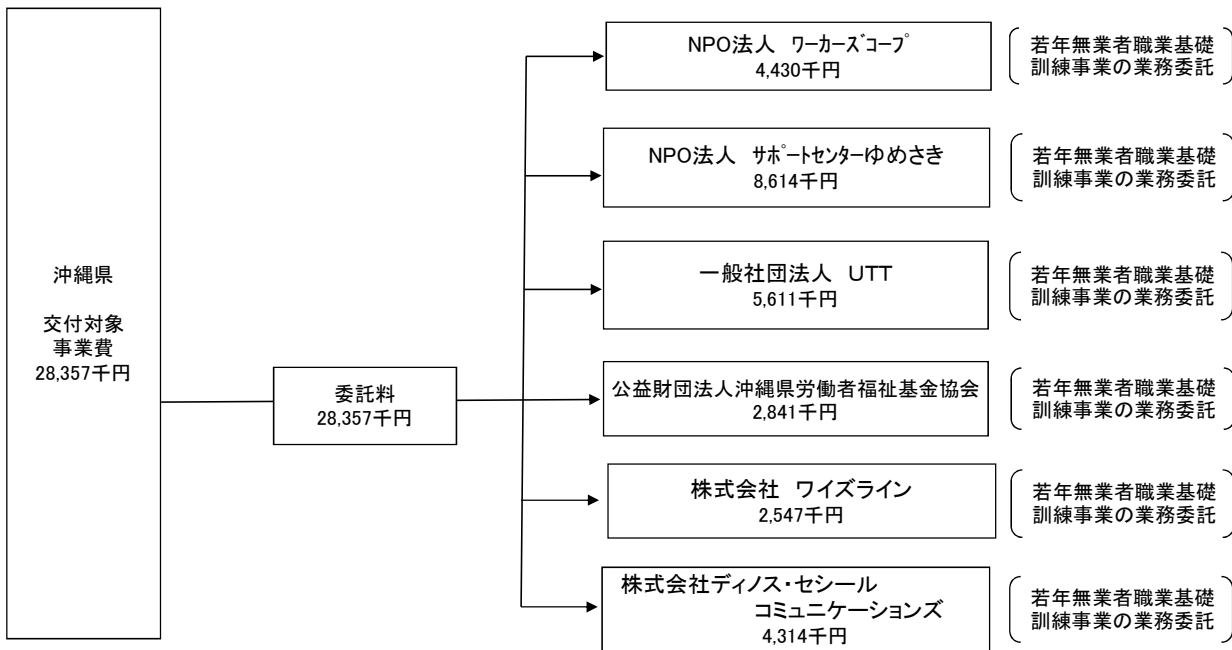 沖縄県
交付対象
事業費
28,357千円
委託料
28,357千円
NPO法人 ワーカーズコープ
4,430千円
若年無業者職業基礎
訓練事業の業務委託
NPO法人 サポートセンターゆめさき
8,614千円
若年無業者職業基礎
訓練事業の業務委託
一般社団法人 UTT
5,611千円
若年無業者職業基礎
訓練事業の業務委託
公益財団法人沖縄県労働者福祉基金協会
2,841千円
若年無業者職業基礎
訓練事業の業務委託
株式会社 ワイズライン
2,547千円
若年無業者職業基礎
訓練事業の業務委託
株式会社ディノス・セシール
コミュニケーションズ
4,314千円
若年無業者職業基礎
訓練事業の業務委託